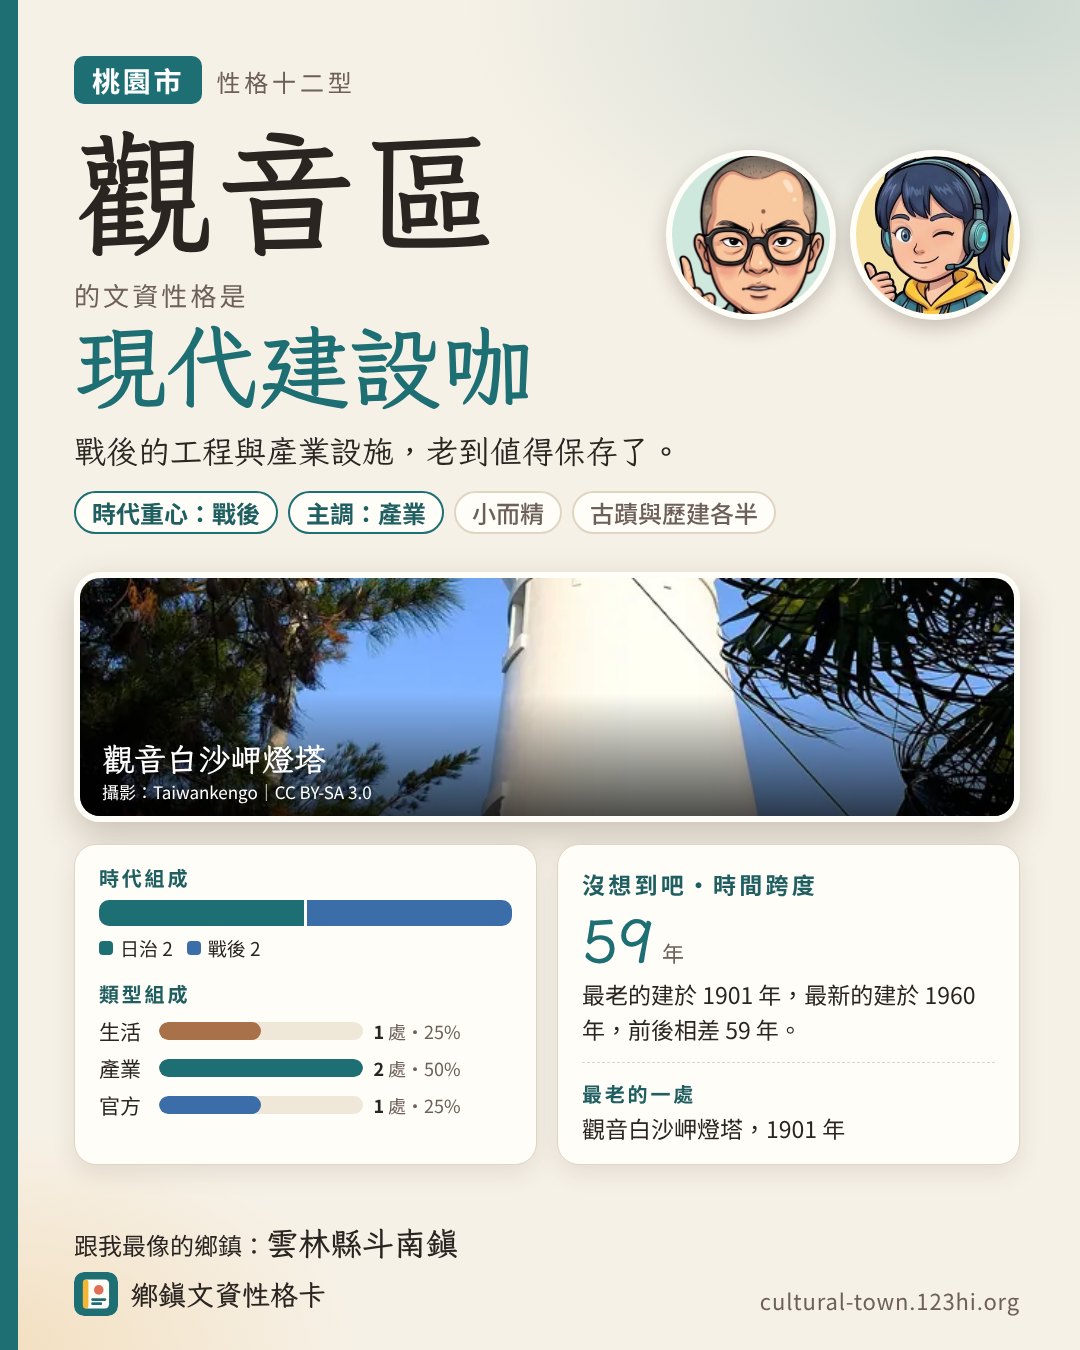 桃園市 性格十二型
觀音區
的文資性格是
現代建設咖
戰後的工程與產業設施，老到值得保存了。
時代重心：戰後 主調：產業 小而精 古蹟與歷建各半
觀音白沙岬燈塔
攝影：Taiwankengo｜CC BY-SA 3.0
時代組成
日治 2 戰後 2
類型組成
生活 1 處・25%
產業 2 處・50%
官方 1 處・25%
沒想到吧・時間跨度
59 年
最老的建於 1901 年，最新的建於 1960
年，前後相差 59 年。
最老的一處
觀音白沙岬燈塔，1901 年
跟我最像的鄉鎮：雲林縣斗南鎮
鄉鎮文資性格卡
cultural-town.123hi.org